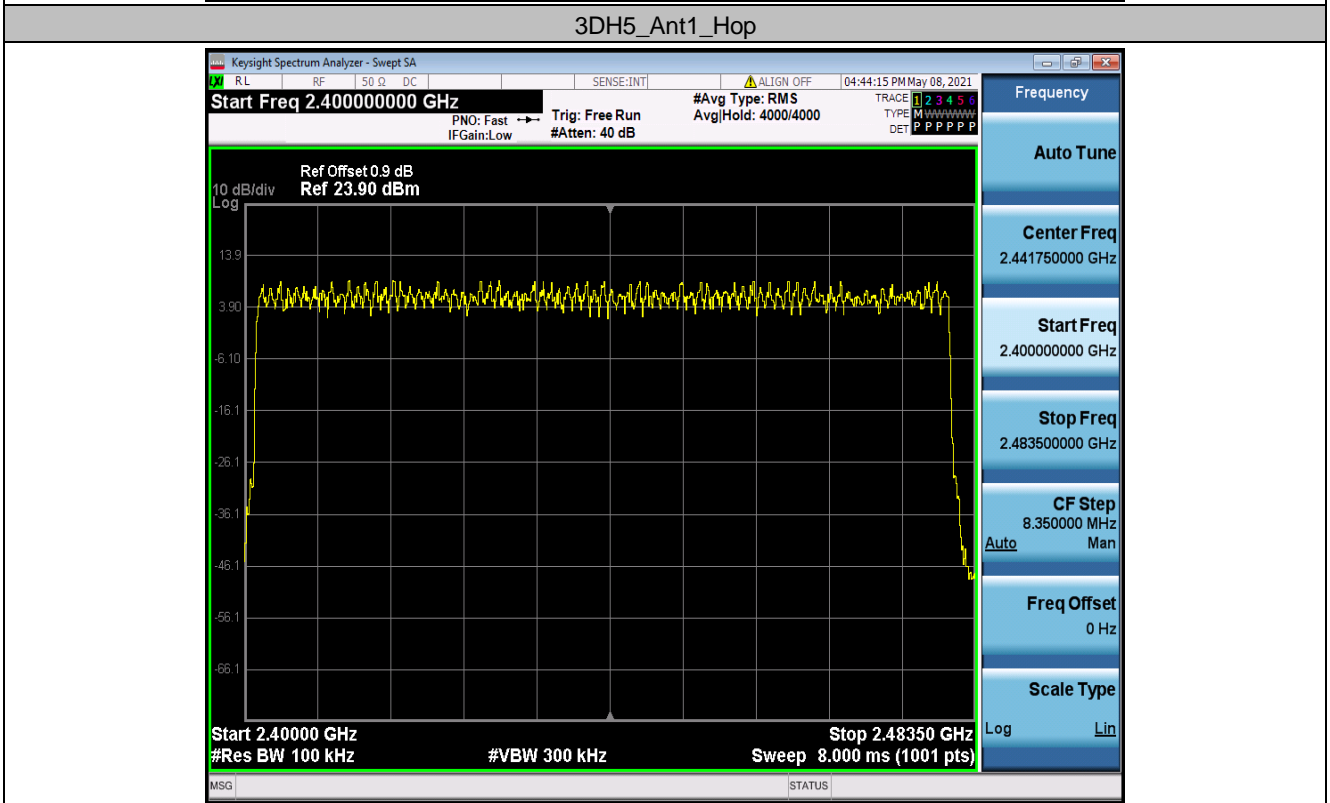 3DH5_Ant1_Hop
Keysight Spectrum Analyzer - Swept SA
LXI RL RF 50 Ω DC SENSE:INT ALIGN OFF 04:44:15 PM May 08, 2021
Start Freq 2.400000000 GHz
PNO: Fast
IFGain:Low
Trig: Free Run
#Atten: 40 dB
#Avg Type: RMS
Avg|Hold: 4000/4000
TRACE 1 2 3 4 5 6
TYPE M WWWWW
DET P P P P P P
Ref Offset 0.9 dB
10 dB/div Ref 23.90 dBm
Log
13.9
3.90
-6.10
-16.1
-26.1
-36.1
-46.1
-56.1
-66.1
Start 2.40000 GHz Stop 2.48350 GHz
#Res BW 100 kHz #VBW 300 kHz Sweep 8.000 ms (1001 pts)
MSG STATUS
Frequency
Auto Tune
Center Freq
2.441750000 GHz
Start Freq
2.400000000 GHz
Stop Freq
2.483500000 GHz
CF Step
8.350000 MHz
Auto Man
Freq Offset
0 Hz
Scale Type
Log Lin